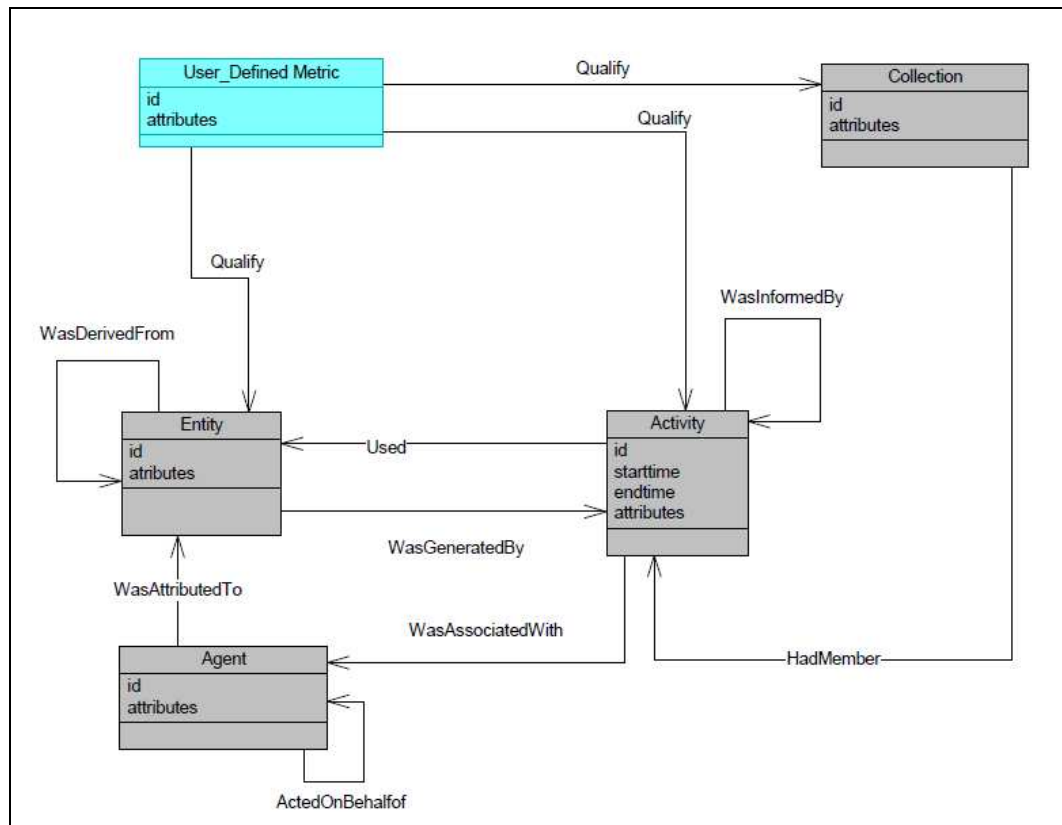 User_Defined Metric
id
attributes
Qualify
Collection
id
attributes
Qualify
Qualify
WasInformedBy
WasDerivedFrom
Entity
id
atributes
Used
Activity
id
starttime
endtime
attributes
WasGeneratedBy
WasAttributedTo
WasAssociatedWith
HadMember
Agent
id
attributes
ActedOnBehalfof